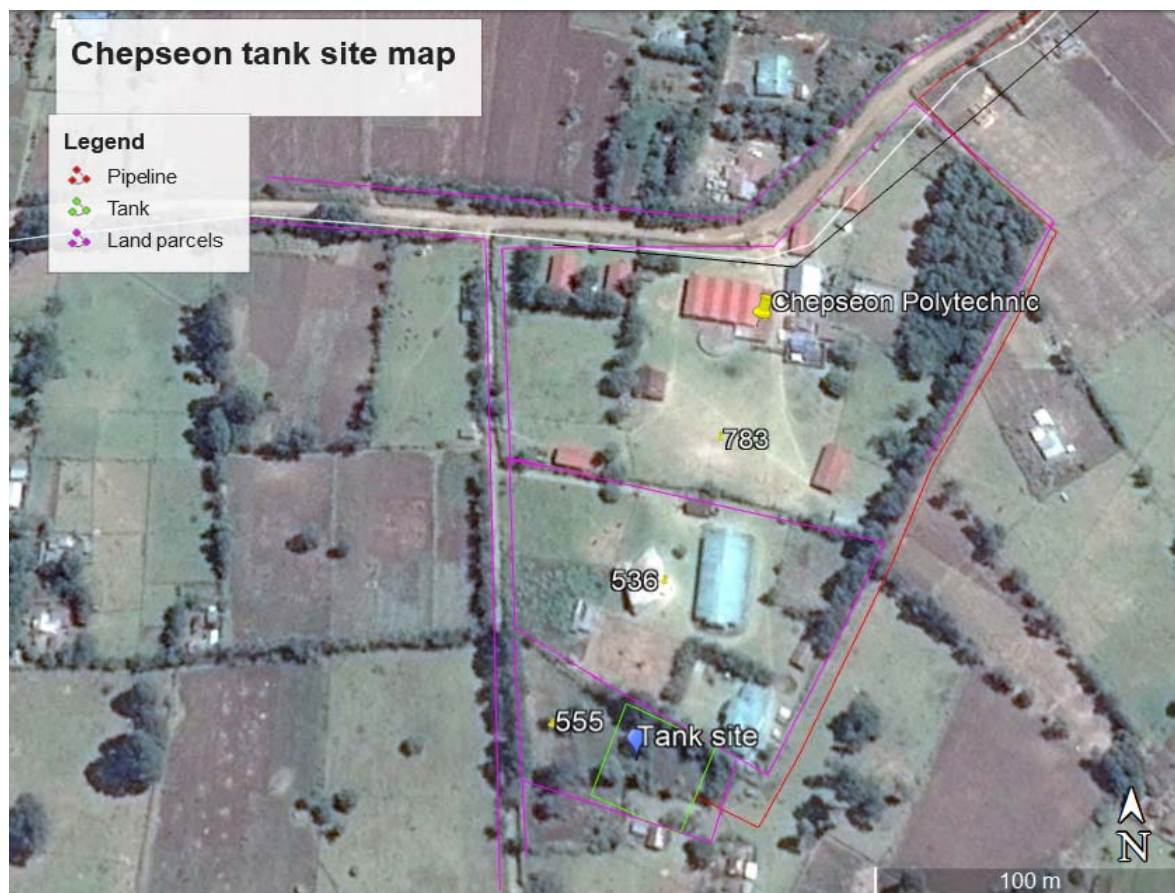 Chepseon tank site map
Legend
Pipeline
Tank
Land parcels
Chepseon Polytechnic
783
536
555
Tank site
N
100 m